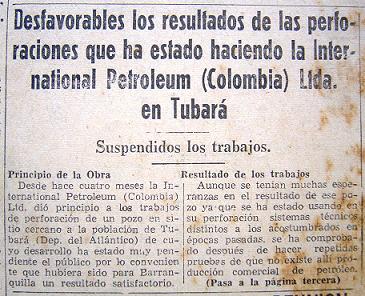 Desfavorables los resultados de las perfo-
raciones que ha estado haciendo la Inter-
national Petroleum (Colombia) Ltda.
en Tubará
Suspendidos los trabajos.
Principio de la Obra
Desde hace cuatro meses la In-
ternational Petroleum (Colombia)
Ltd. dió principio a los trabajos
de perforación de un pozo en si-
tio cercano a la población de Tu-
bará (Dep. del Atlántico) de cu-
yo desarrollo ha estado muy pen-
diente el público por lo convenien-
te que hubiera sido para Barran-
quilla un resultado satisfactorio.
Resultado de los trabajos
Aunque se tenían muchas espe-
ranzas en el resultado de ese po-
zo ya que se ha estado usando en
su perforación sistemas técnicos
distintos a los acostumbrados en
épocas pasadas, se ha comproba-
do después de hacer repetidas
pruebas de que no existe allí pro-
ducción comercial de petróleo.
(Pasa a la página tercera)